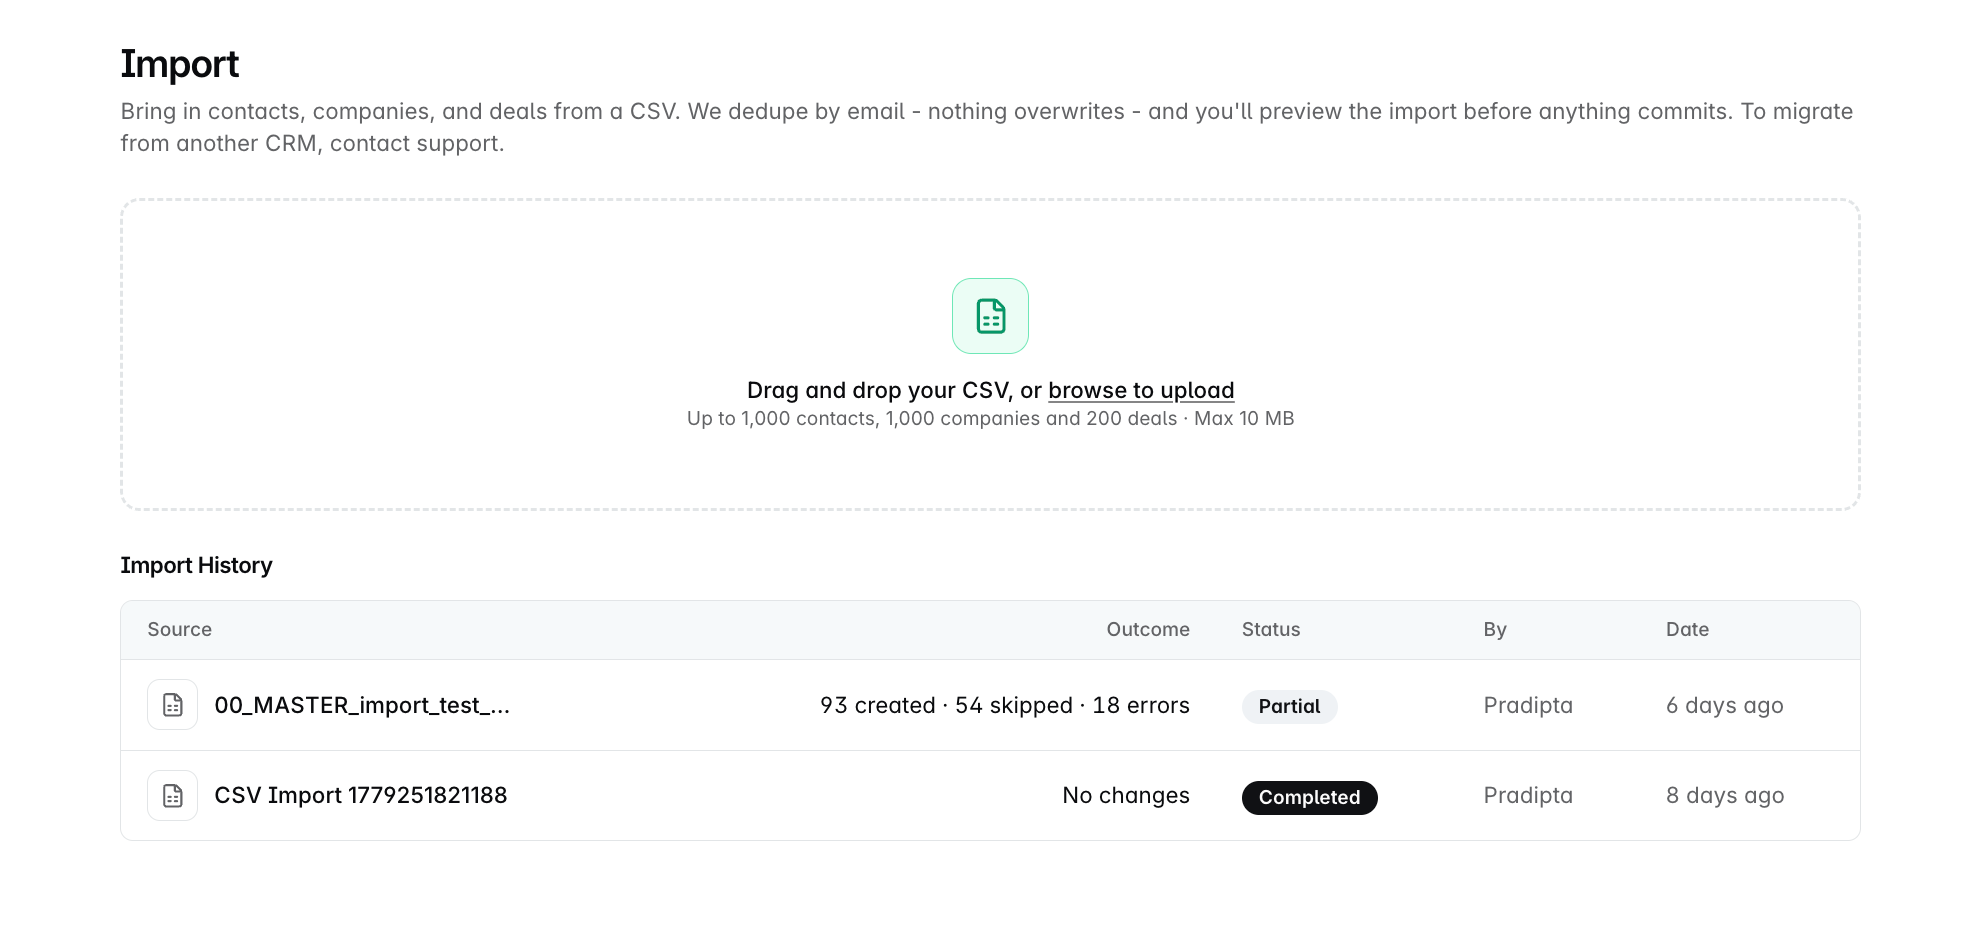 Import
Bring in contacts, companies, and deals from a CSV. We dedupe by email - nothing overwrites - and you'll preview the import before anything commits. To migrate
from another CRM, contact support.
Drag and drop your CSV, or browse to upload
Up to 1,000 contacts, 1,000 companies and 200 deals · Max 10 MB
Import History
Source Outcome Status By Date
00_MASTER_import_test_... 93 created · 54 skipped · 18 errors Partial Pradipta 6 days ago
CSV Import 1779251821188 No changes Completed Pradipta 8 days ago